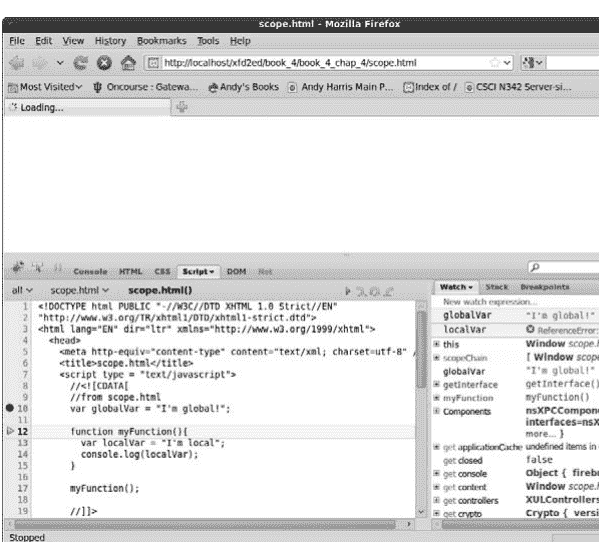 scope.html - Mozilla Firefox
File Edit View History Bookmarks Tools Help
http://localhost/xfd2ed/book_4/book_4_chap_4/scope.html
Most Visited Oncourse : Gatewa... Andy's Books Andy Harris Main P... Index of / CSCI N342 Server-si...
Loading...
Console HTML CSS Script DOM Net
all scope.html scope.html()
Watch Stack Breakpoints
1 <!DOCTYPE html PUBLIC "-//W3C//DTD XHTML 1.0 Strict//EN"
2 "http://www.w3.org/TR/xhtml1/DTD/xhtml1-strict.dtd">
3 <html lang="EN" dir="ltr" xmlns="http://www.w3.org/1999/xhtml">
4 <head>
5 <meta http-equiv="content-type" content="text/xml; charset=utf-8" /
6 <title>scope.html</title>
7 <script type = "text/javascript">
8 //<![CDATA[
9 //from scope.html
10 var globalVar = "I'm global!";
11
12 function myFunction(){
13 var localVar = "I'm local";
14 console.log(localVar);
15 }
16
17 myFunction();
18
19 //]]>
New watch expression...
globalVar "I'm global!"
localVar ReferenceError:
this Window scope.h
scopeChain [ Window scope.
globalVar "I'm global!"
getInterface getInterface()
myFunction myFunction()
Components nsXPCCompone
interfaces=nsX
more... }
get applicationCache undefined items in
get closed false
get console Object { firebu
get content Window scope.h
get controllers XULControllers
get crypto Crypto { versi
Stopped